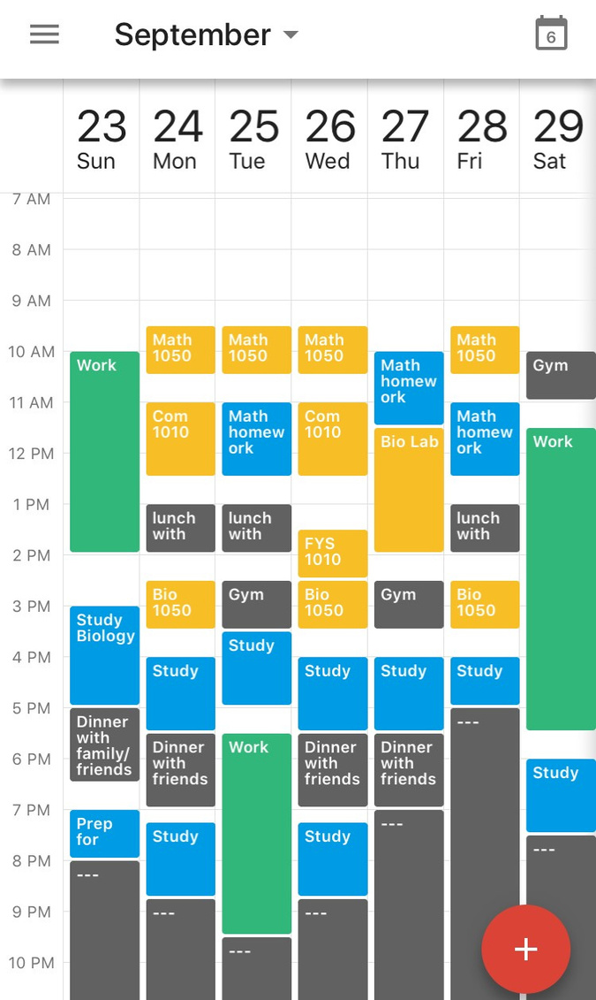 September
6
23 24 25 26 27 28 29
Sun Mon Tue Wed Thu Fri Sat
7 AM
8 AM
9 AM
10 AM
11 AM
12 PM
1 PM
2 PM
3 PM
4 PM
5 PM
6 PM
7 PM
8 PM
9 PM
10 PM
Work
Study
Biology
Dinner
with
family/
friends
Prep
for
---
Math
1050
Com
1010
lunch
with
Bio
1050
Study
Dinner
with
friends
Study
---
Math
1050
Math
homew
ork
lunch
with
Gym
Study
Work
---
Math
1050
Com
1010
FYS
1010
Bio
1050
Study
Dinner
with
friends
Study
---
Math
homew
ork
Bio Lab
Gym
Study
Dinner
with
friends
---
Math
1050
Math
homew
ork
lunch
with
Bio
1050
Study
---
Gym
Work
Study
---
+